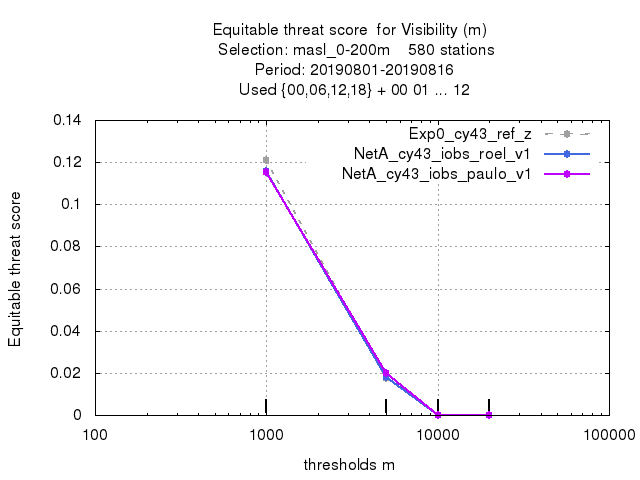 Equitable threat score  for Visibility (m)
Selection: masl_0-200m    580 stations
Period: 20190801-20190816
Used {00,06,12,18} + 00 01 ... 12
Exp0_cy43_ref_z
NetA_cy43_iobs_roel_v1
NetA_cy43_iobs_paulo_v1
Equitable threat score
0.14
0.12
0.1
0.08
0.06
0.04
0.02
0
100 1000 10000 100000
thresholds m